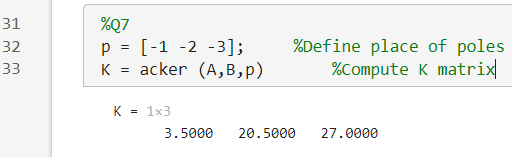 31 %Q7
32 p = [-1 -2 -3]; %Define place of poles
33 K = acker (A,B,p) %Compute K matrix
K = 1×3
3.5000 20.5000 27.0000